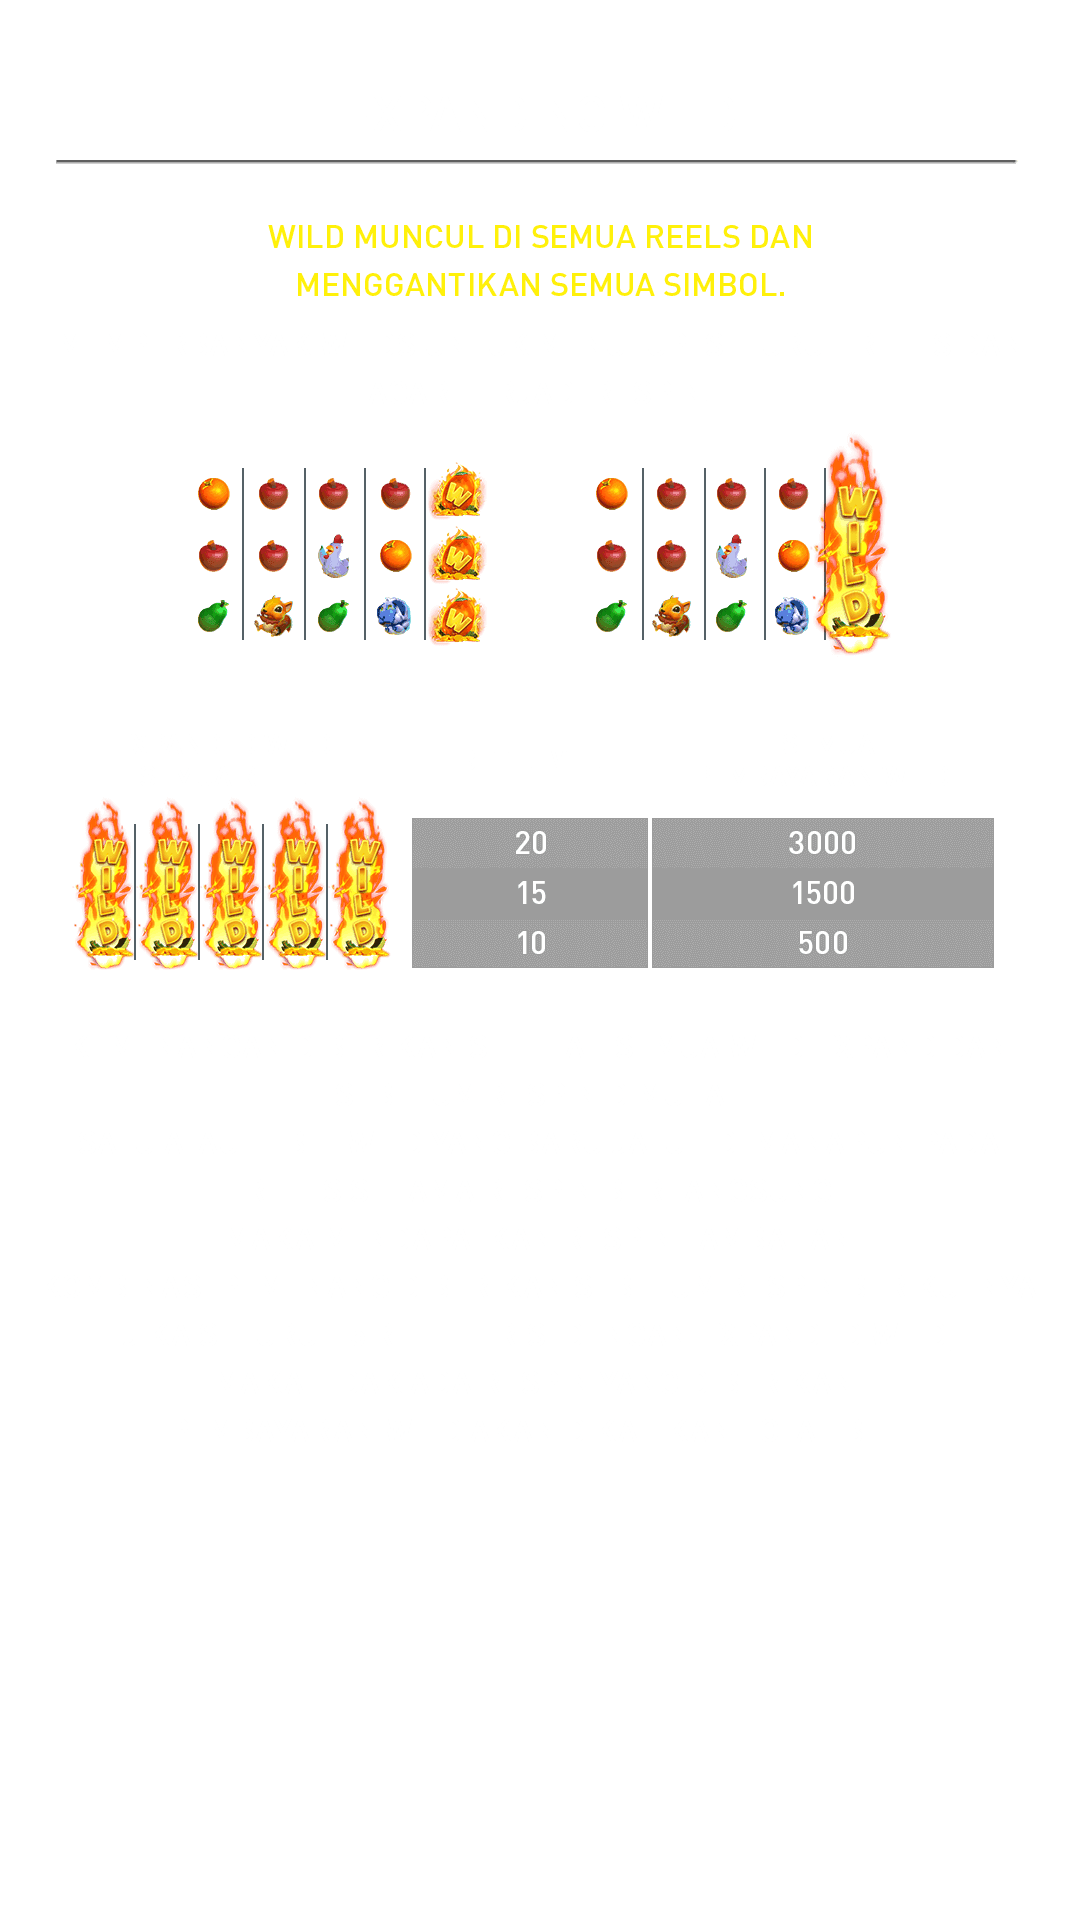 WILD MUNCUL DI SEMUA REELS DAN
MENGGANTIKAN SEMUA SIMBOL.
W
W
W
WILD
WILD WILD WILD WILD WILD
20 3000
15 1500
10 500